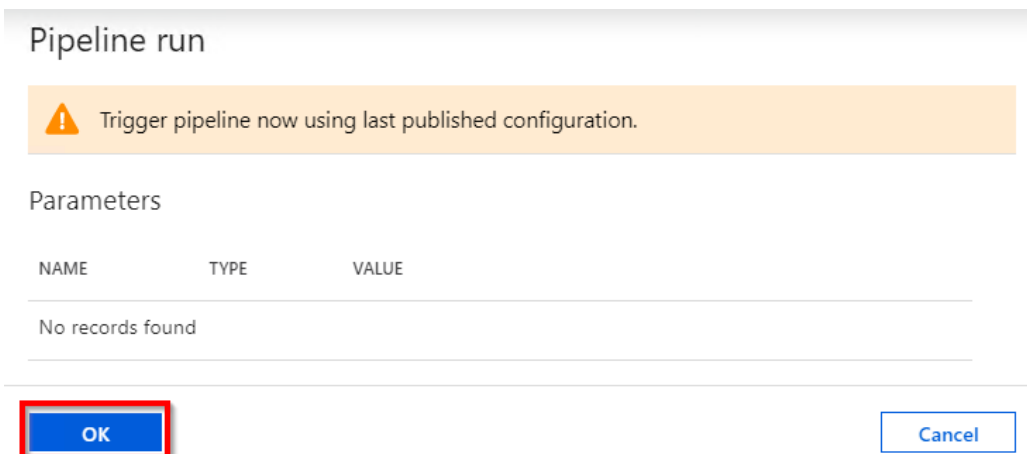 Pipeline run
Trigger pipeline now using last published configuration.
Parameters
NAME TYPE VALUE
No records found
OK Cancel